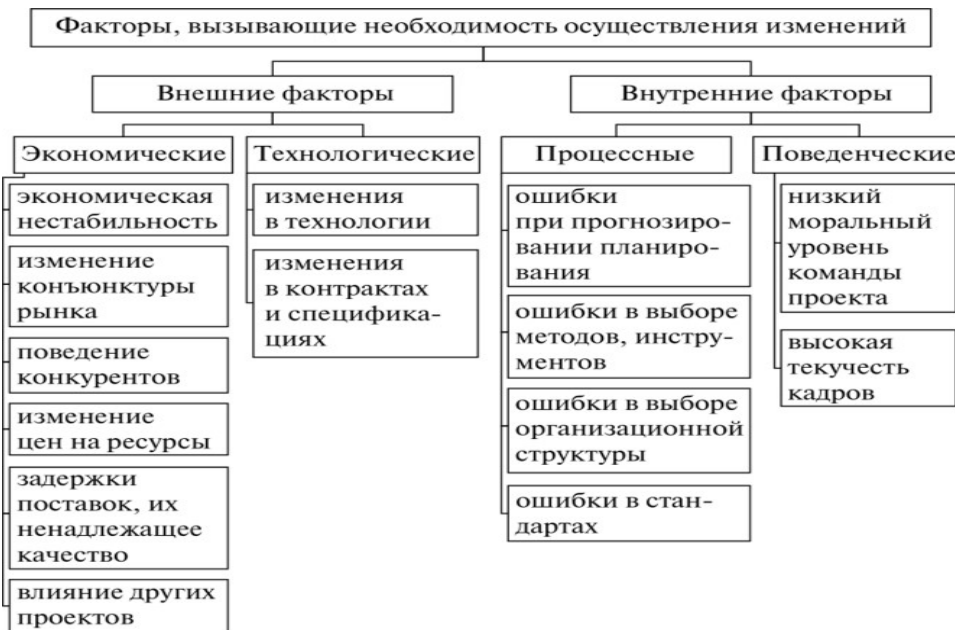 Факторы, вызывающие необходимость осуществления изменений
Внешние факторы
Внутренние факторы
Экономические
Технологические
Процессные
Поведенческие
экономическая
нестабильность
изменение
конъюнктуры
рынка
поведение
конкурентов
изменение
цен на ресурсы
задержки
поставок, их
ненадлежащее
качество
влияние других
проектов
изменения
в технологии
изменения
в контрактах
и специфика-
циях
ошибки
при прогнозиро-
вании планиро-
вания
ошибки в выборе
методов, инстру-
ментов
ошибки в выборе
организационной
структуры
ошибки в стан-
дартах
низкий
моральный
уровень
команды
проекта
высокая
текучесть
кадров